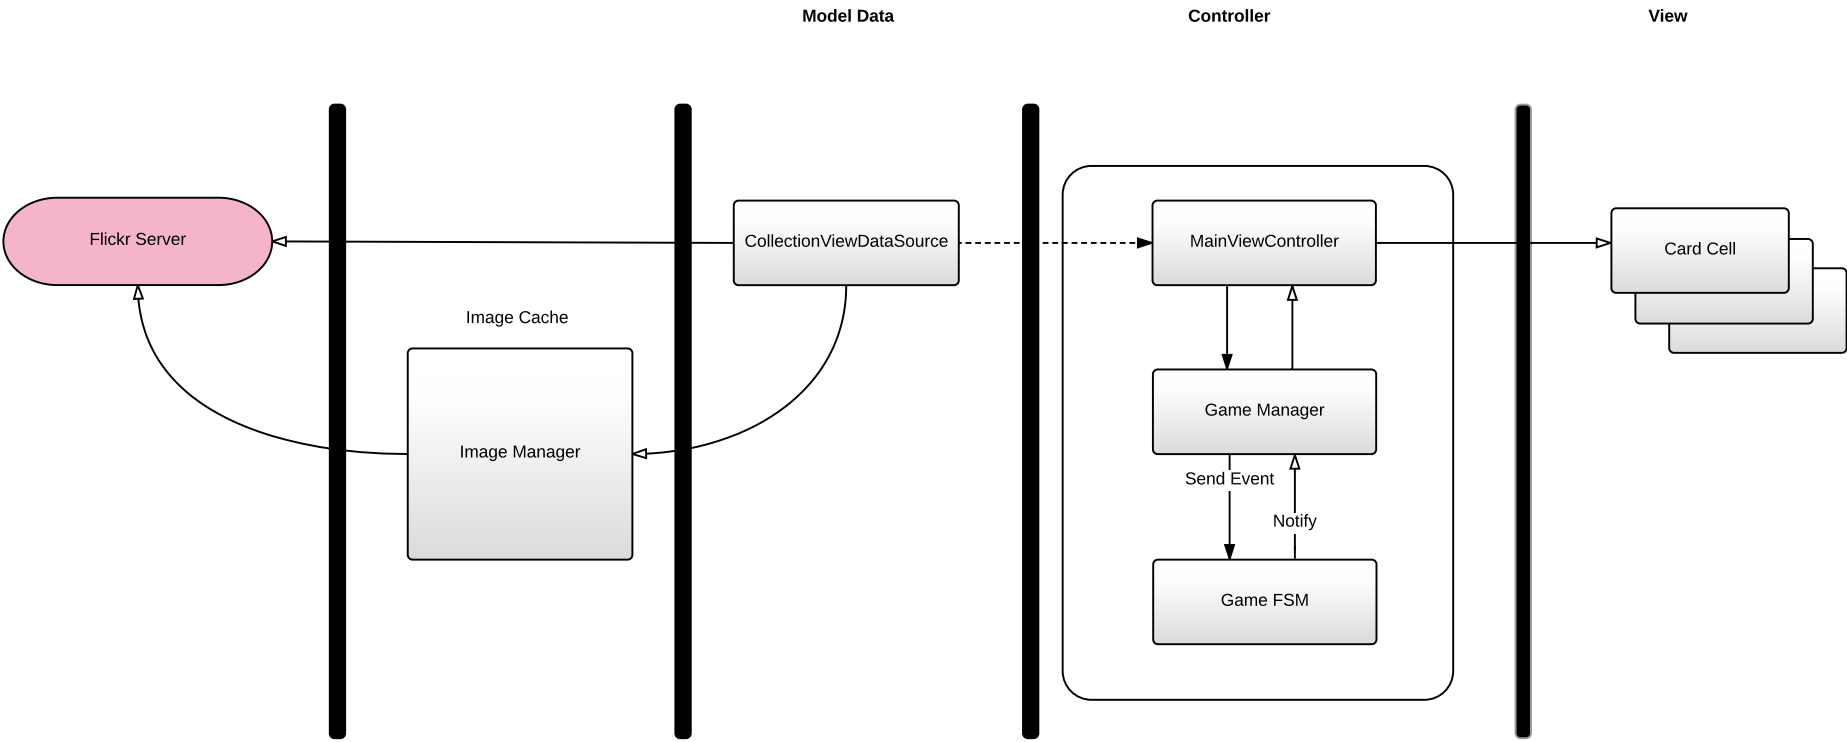 Model Data
Controller
View
Flickr Server
CollectionViewDataSource
MainViewController
Card Cell
Image Cache
Image Manager
Game Manager
Send Event
Notify
Game FSM